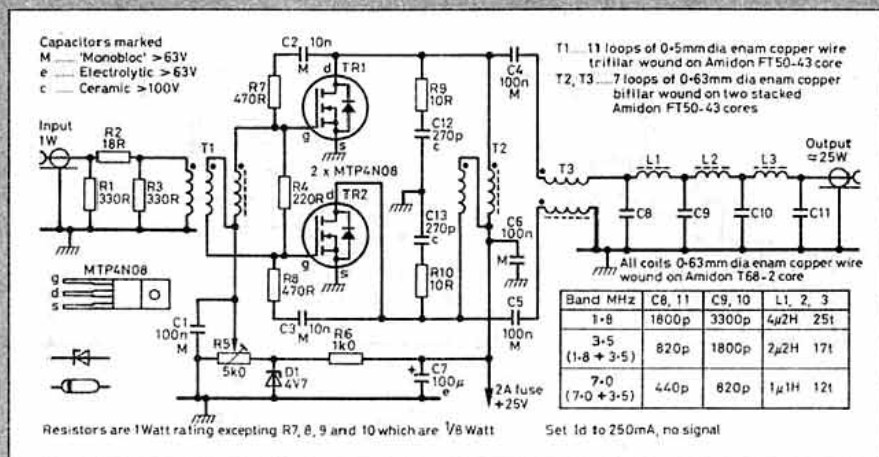 Capacitors marked
M ..... 'Monobloc' >63V
e ..... Electrolytic >63V
c ..... Ceramic >100V
T1....11 loops of 0·5mm dia enam copper wire
trifilar wound on Amidon FT50-43 core
T2, T3....7 loops of 0·63mm dia enam copper
bifilar wound on two stacked
Amidon FT50-43 cores
Input
1W
R2
18R
R1
330R
R3
330R
T1
R7
470R
C2 10n
M
d
TR1
g
s
R4
220R
2 x MTP4N08
d
TR2
g
s
R8
470R
C3 10n
M
R9
10R
C12
270p
c
C13
270p
c
R10
10R
T2
C4
100n
M
C6
100n
M
C5
100n
M
T3
L1
L2
L3
C8
C9
C10
C11
Output
≈25W
All coils 0·63mm dia enam copper wire
wound on Amidon T68-2 core
MTP4N08
g
d
s
C1
100n
M
R5
5k0
D1
4V7
R6
1k0
C7
100µ
e
+
2A fuse
+25V
Band MHz C8, 11 C9, 10 L1, 2, 3
1·8 1800p 3300p 4µ2H 25t
3·5
(1·8 + 3·5) 820p 1800p 2µ2H 17t
7·0
(7·0 + 3·5) 440p 820p 1µ1H 12t
Resistors are 1Watt rating excepting R7, 8, 9 and 10 which are 1/8 Watt
Set Id to 250mA, no signal